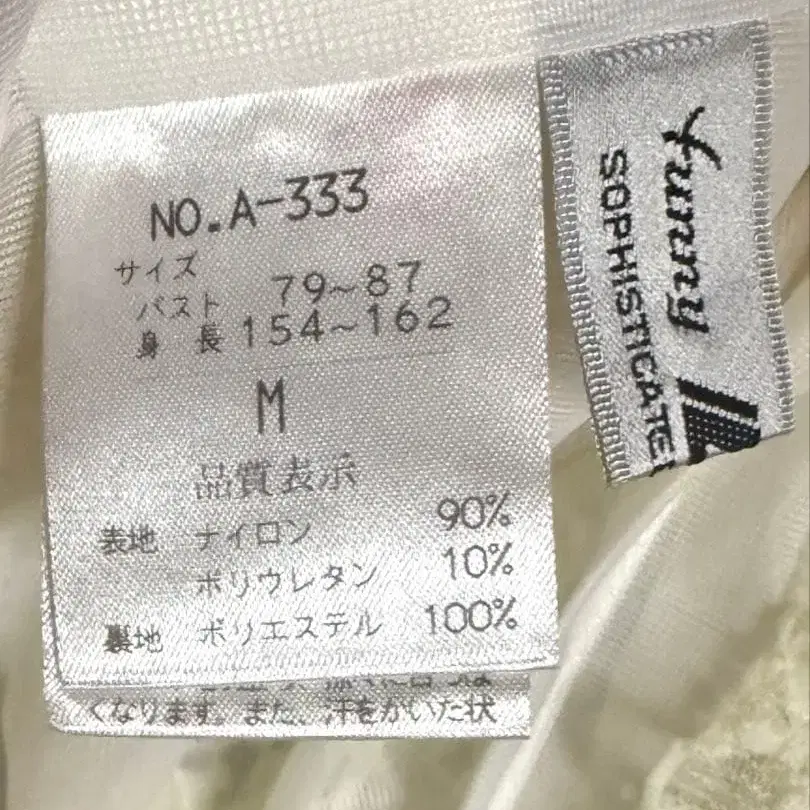 NO.A-333
サイズ
バスト 79~87
身 長 154~162
M
品質表示
表地 ナイロン 90%
ポリウレタン 10%
裏地 ポリエステル 100%
くなります。また、汗をかいた状
Funny
SOPHISTICATE